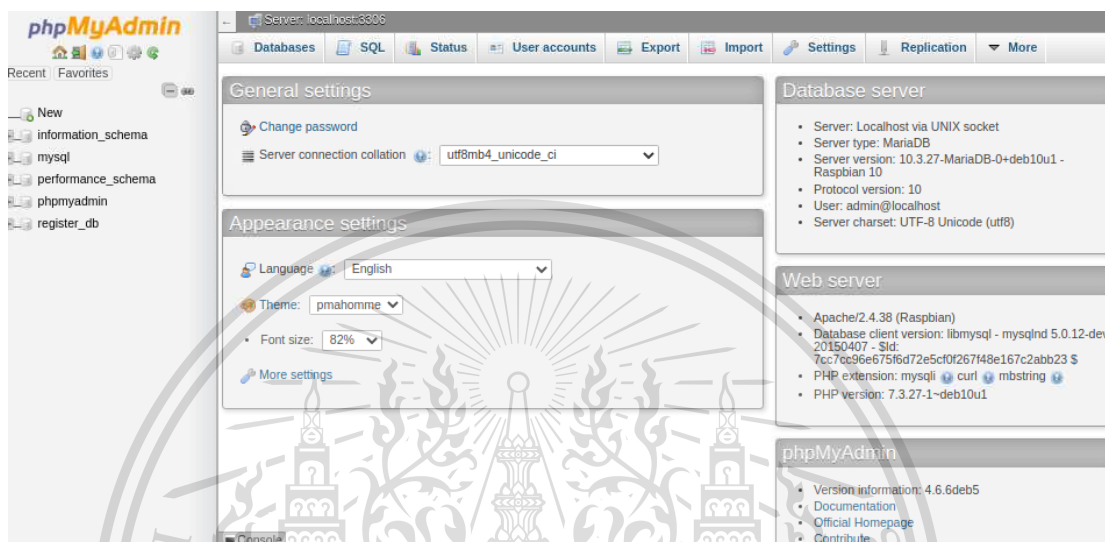 phpMyAdmin
Recent Favorites
New
information_schema
mysql
performance_schema
phpmyadmin
register_db
Server: localhost:3306
Databases SQL Status User accounts Export Import Settings Replication More
General settings
Change password
Server connection collation : utf8mb4_unicode_ci
Appearance settings
Language : English
Theme: pmahomme
Font size: 82%
More settings
Console
Database server
Server: Localhost via UNIX socket
Server type: MariaDB
Server version: 10.3.27-MariaDB-0+deb10u1 -
Raspbian 10
Protocol version: 10
User: admin@localhost
Server charset: UTF-8 Unicode (utf8)
Web server
Apache/2.4.38 (Raspbian)
Database client version: libmysql - mysqlnd 5.0.12-dev
20150407 - $Id:
7cc7cc96e675f6d72e5cf0f267f48e167c2abb23 $
PHP extension: mysqli curl mbstring
PHP version: 7.3.27-1~deb10u1
phpMyAdmin
Version information: 4.6.6deb5
Documentation
Official Homepage
Contribute